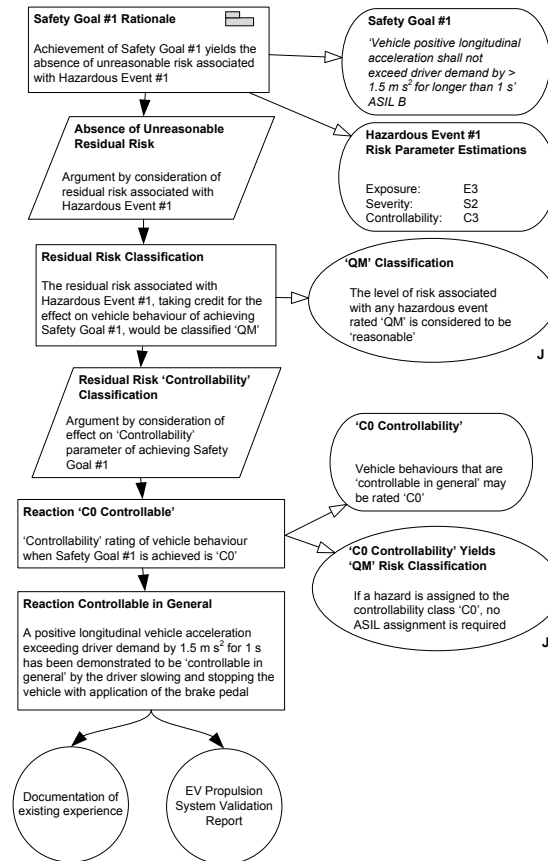 Safety Goal #1 Rationale
Achievement of Safety Goal #1 yields the
absence of unreasonable risk associated
with Hazardous Event #1
Safety Goal #1
'Vehicle positive longitudinal
acceleration shall not
exceed driver demand by >
1.5 m s² for longer than 1 s'
ASIL B
Absence of Unreasonable
Residual Risk
Argument by consideration of
residual risk associated with
Hazardous Event #1
Hazardous Event #1
Risk Parameter Estimations
Exposure: E3
Severity: S2
Controllability: C3
Residual Risk Classification
The residual risk associated with
Hazardous Event #1, taking credit for the
effect on vehicle behaviour of achieving
Safety Goal #1, would be classified 'QM'
'QM' Classification
The level of risk associated
with any hazardous event
rated 'QM' is considered to be
'reasonable'
J
Residual Risk 'Controllability'
Classification
Argument by consideration of
effect on 'Controllability'
parameter of achieving Safety
Goal #1
'C0 Controllability'
Vehicle behaviours that are
'controllable in general' may
be rated 'C0'
Reaction 'C0 Controllable'
'Controllability' rating of vehicle behaviour
when Safety Goal #1 is achieved is 'C0'
'C0 Controllability' Yields
'QM' Risk Classification
If a hazard is assigned to the
controllability class 'C0', no
ASIL assignment is required
J
Reaction Controllable in General
A positive longitudinal vehicle acceleration
exceeding driver demand by 1.5 m s² for 1 s
has been demonstrated to be 'controllable in
general' by the driver slowing and stopping the
vehicle with application of the brake pedal
Documentation of
existing experience
EV Propulsion
System Validation
Report